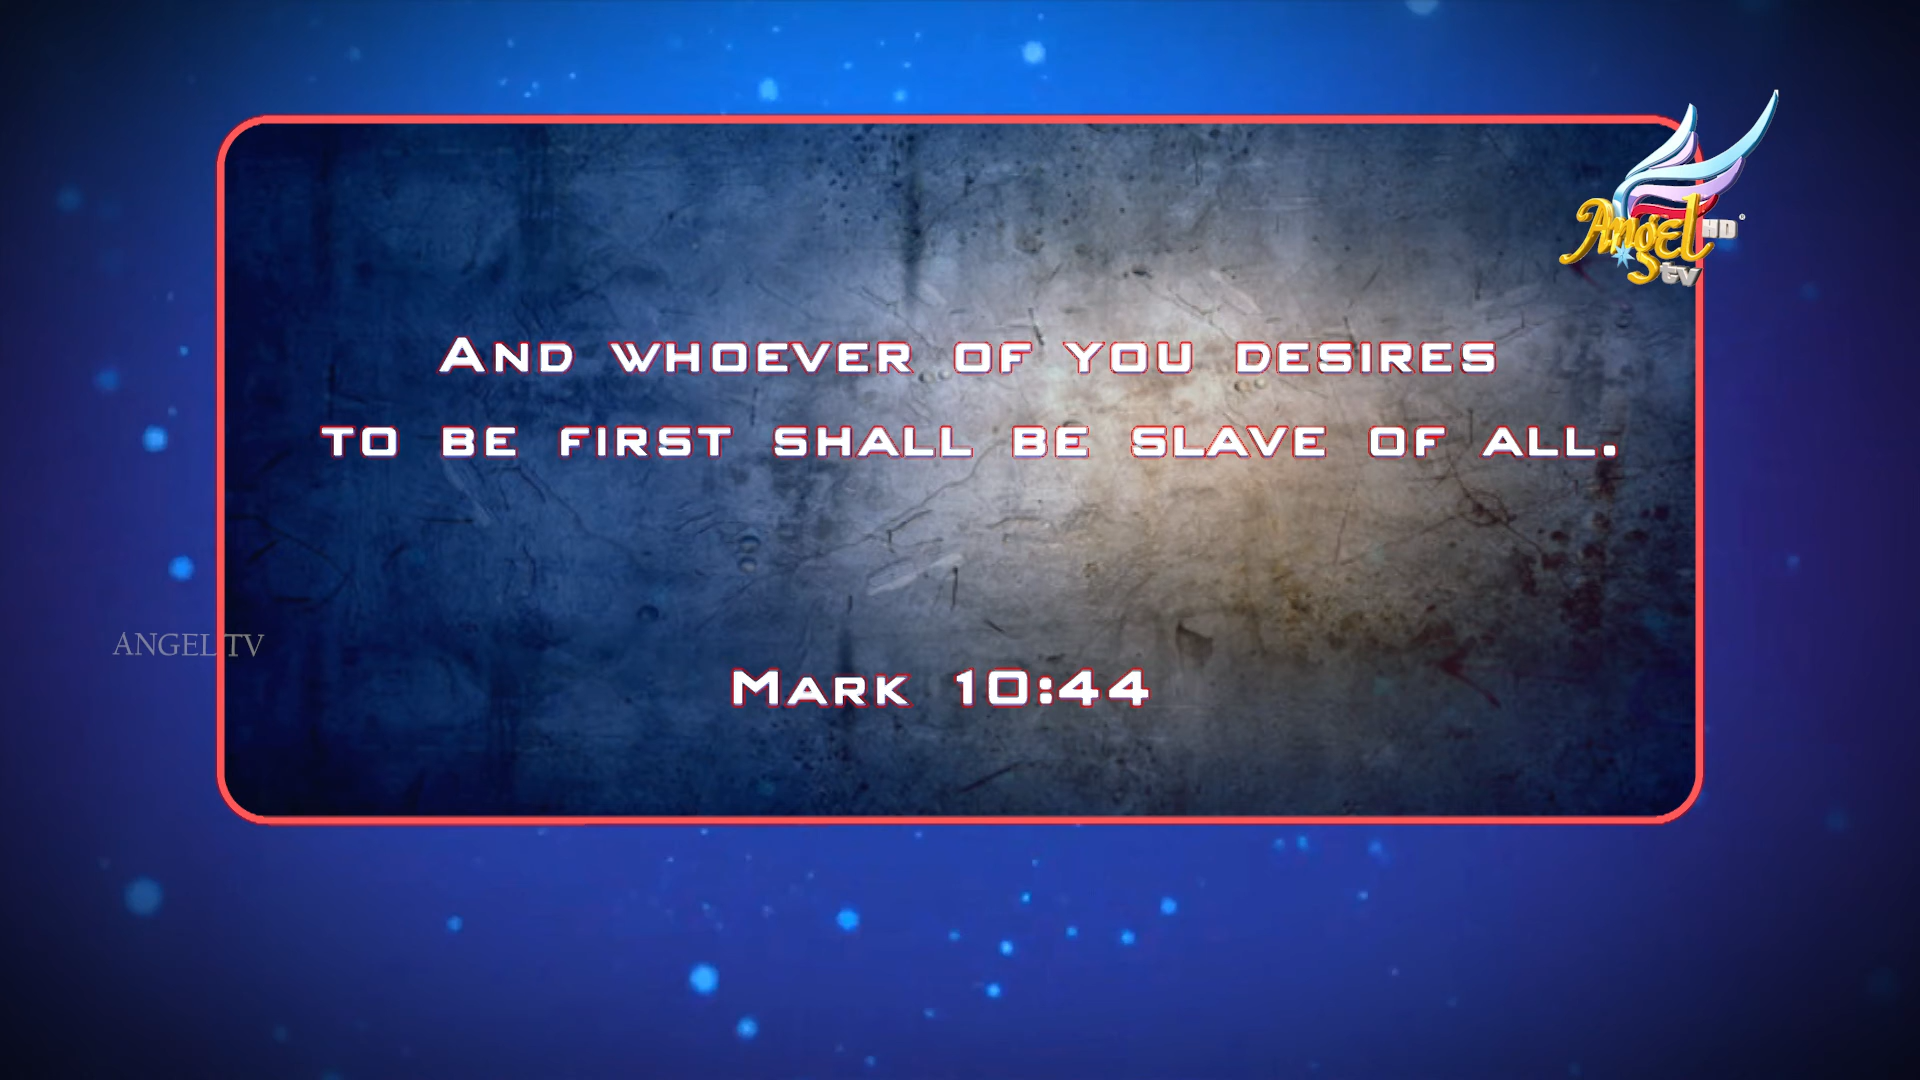 Angel HD
tv
And whoever of you desires
to be first shall be slave of all.
ANGEL TV
Mark 10:44